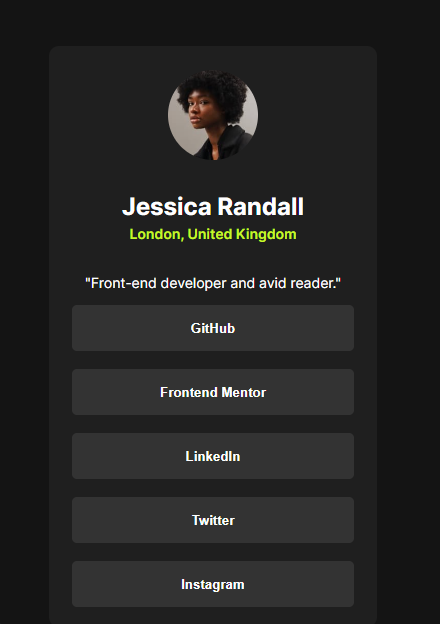 Jessica Randall
London, United Kingdom
"Front-end developer and avid reader."
GitHub
Frontend Mentor
LinkedIn
Twitter
Instagram